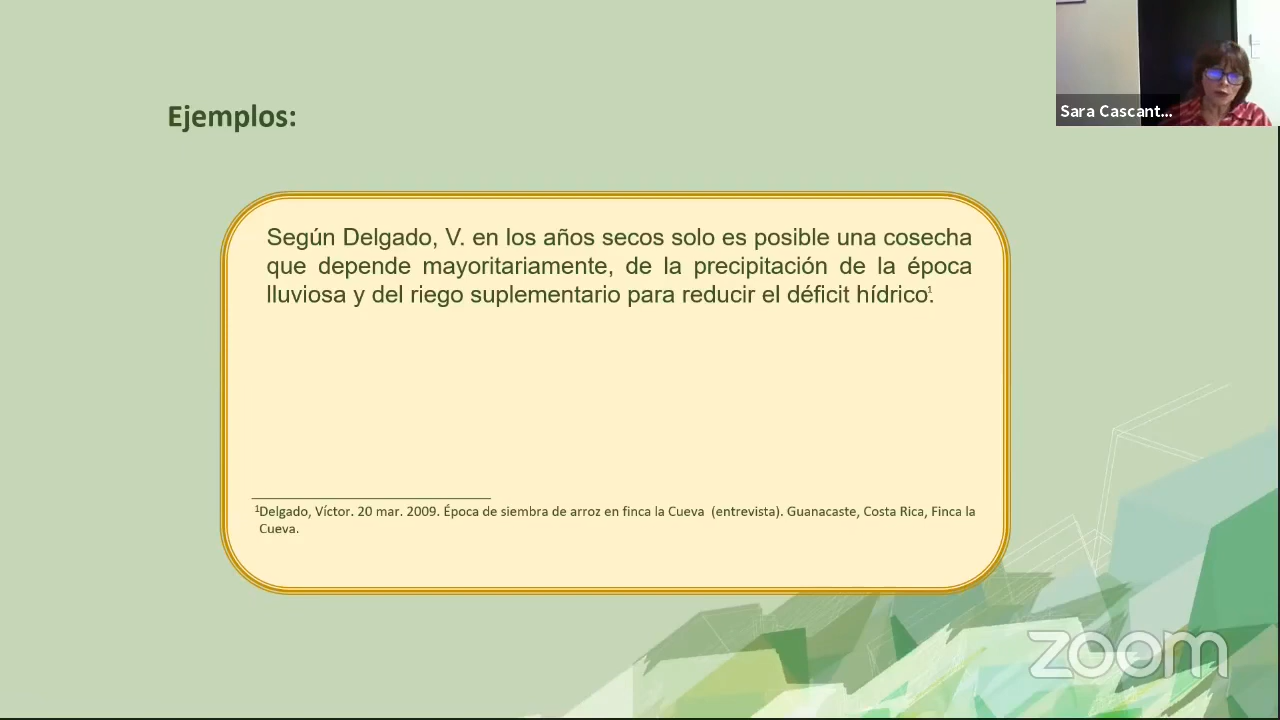 Ejemplos:
Sara Cascant...
Según Delgado, V. en los años secos solo es posible una cosecha
que depende mayoritariamente, de la precipitación de la época
lluviosa y del riego suplementario para reducir el déficit hídrico¹.
¹Delgado, Víctor. 20 mar. 2009. Época de siembra de arroz en finca la Cueva (entrevista). Guanacaste, Costa Rica, Finca la
Cueva.
zoom